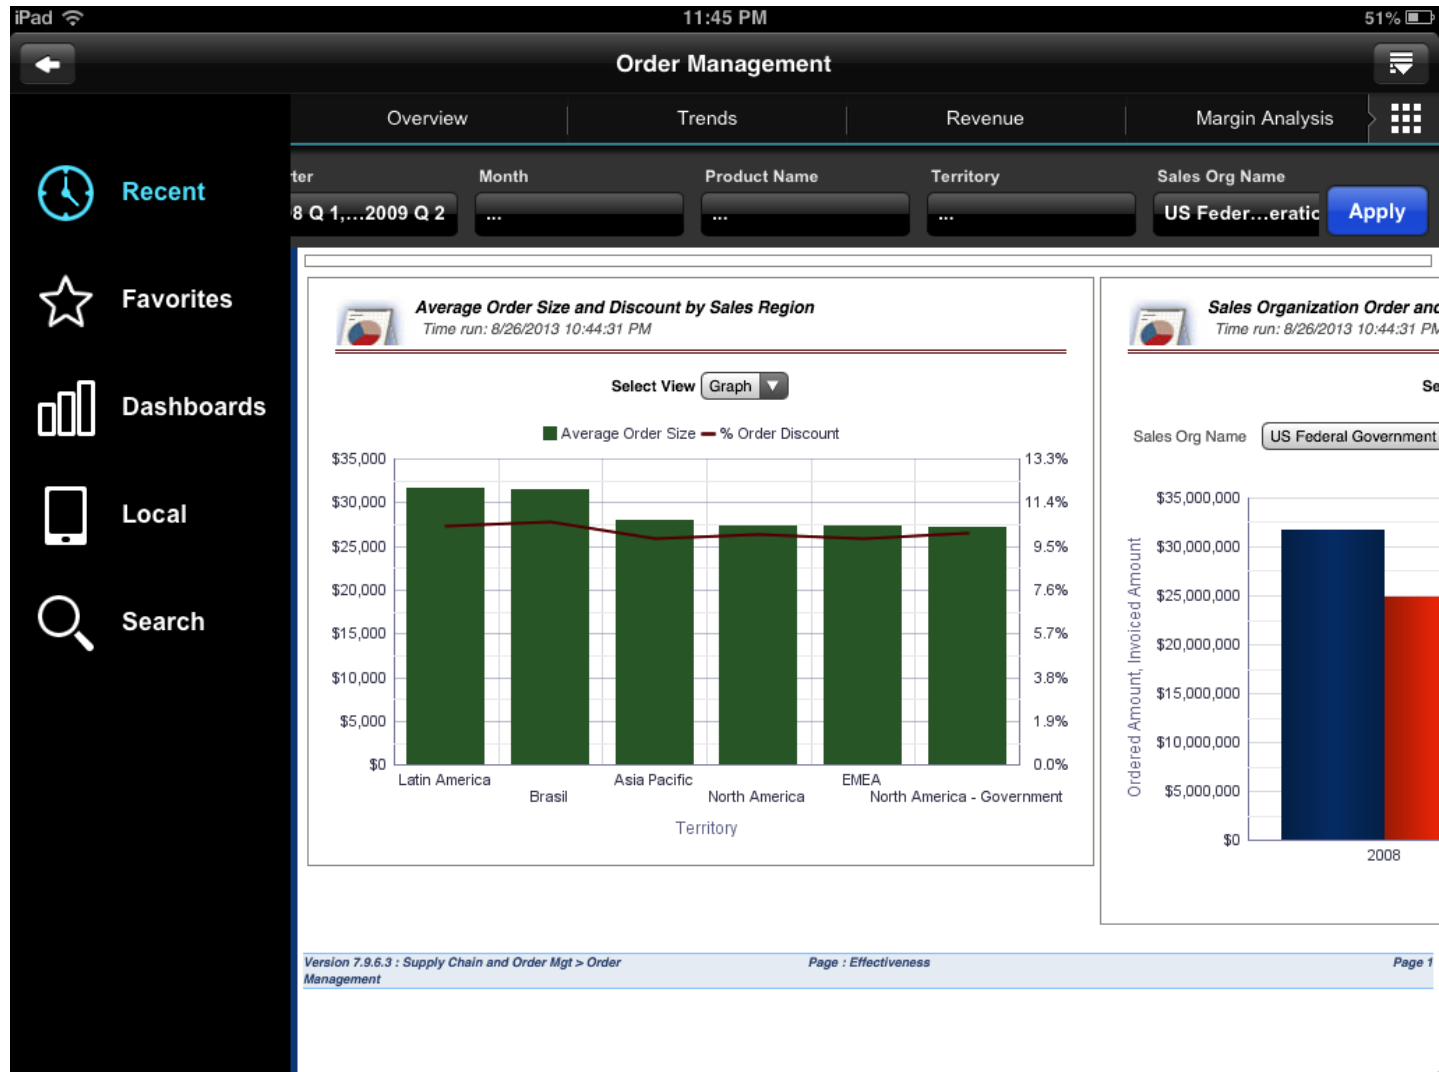 iPad 11:45 PM 51%
Order Management
Overview Trends Revenue Margin Analysis
Recent
Favorites
Dashboards
Local
Search
ter Month Product Name Territory Sales Org Name
8 Q 1,...2009 Q 2 ... ... ... US Feder...eratic Apply
Average Order Size and Discount by Sales Region
Time run: 8/26/2013 10:44:31 PM
Select View Graph
Average Order Size % Order Discount
$35,000 13.3%
$30,000 11.4%
$25,000 9.5%
$20,000 7.6%
$15,000 5.7%
$10,000 3.8%
$5,000 1.9%
$0 0.0%
Latin America Asia Pacific EMEA
Brasil North America North America - Government
Territory
Sales Organization Order and
Time run: 8/26/2013 10:44:31 PM
Se
Sales Org Name US Federal Government
Ordered Amount, Invoiced Amount
$35,000,000
$30,000,000
$25,000,000
$20,000,000
$15,000,000
$10,000,000
$5,000,000
$0
2008
Version 7.9.6.3 : Supply Chain and Order Mgt > Order
Management
Page : Effectiveness
Page 1